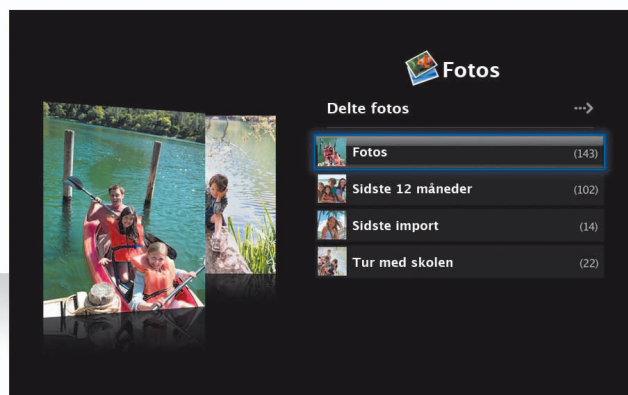 Fotos
Delte fotos
Fotos (143)
Sidste 12 måneder (102)
Sidste import (14)
Tur med skolen (22)